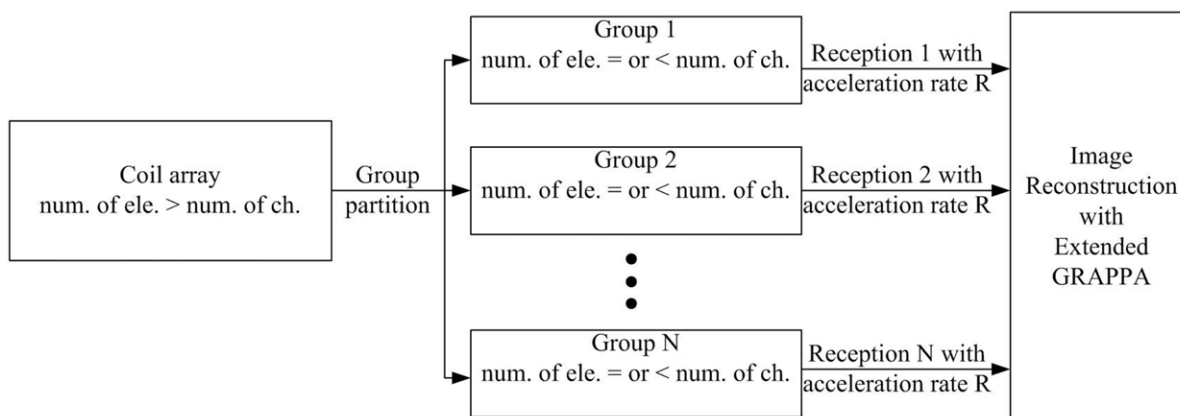 Coil array
num. of ele. > num. of ch.
Group
partition
Group 1
num. of ele. = or < num. of ch.
Reception 1 with
acceleration rate R
Group 2
num. of ele. = or < num. of ch.
Reception 2 with
acceleration rate R
Group N
num. of ele. = or < num. of ch.
Reception N with
acceleration rate R
Image
Reconstruction
with
Extended
GRAPPA